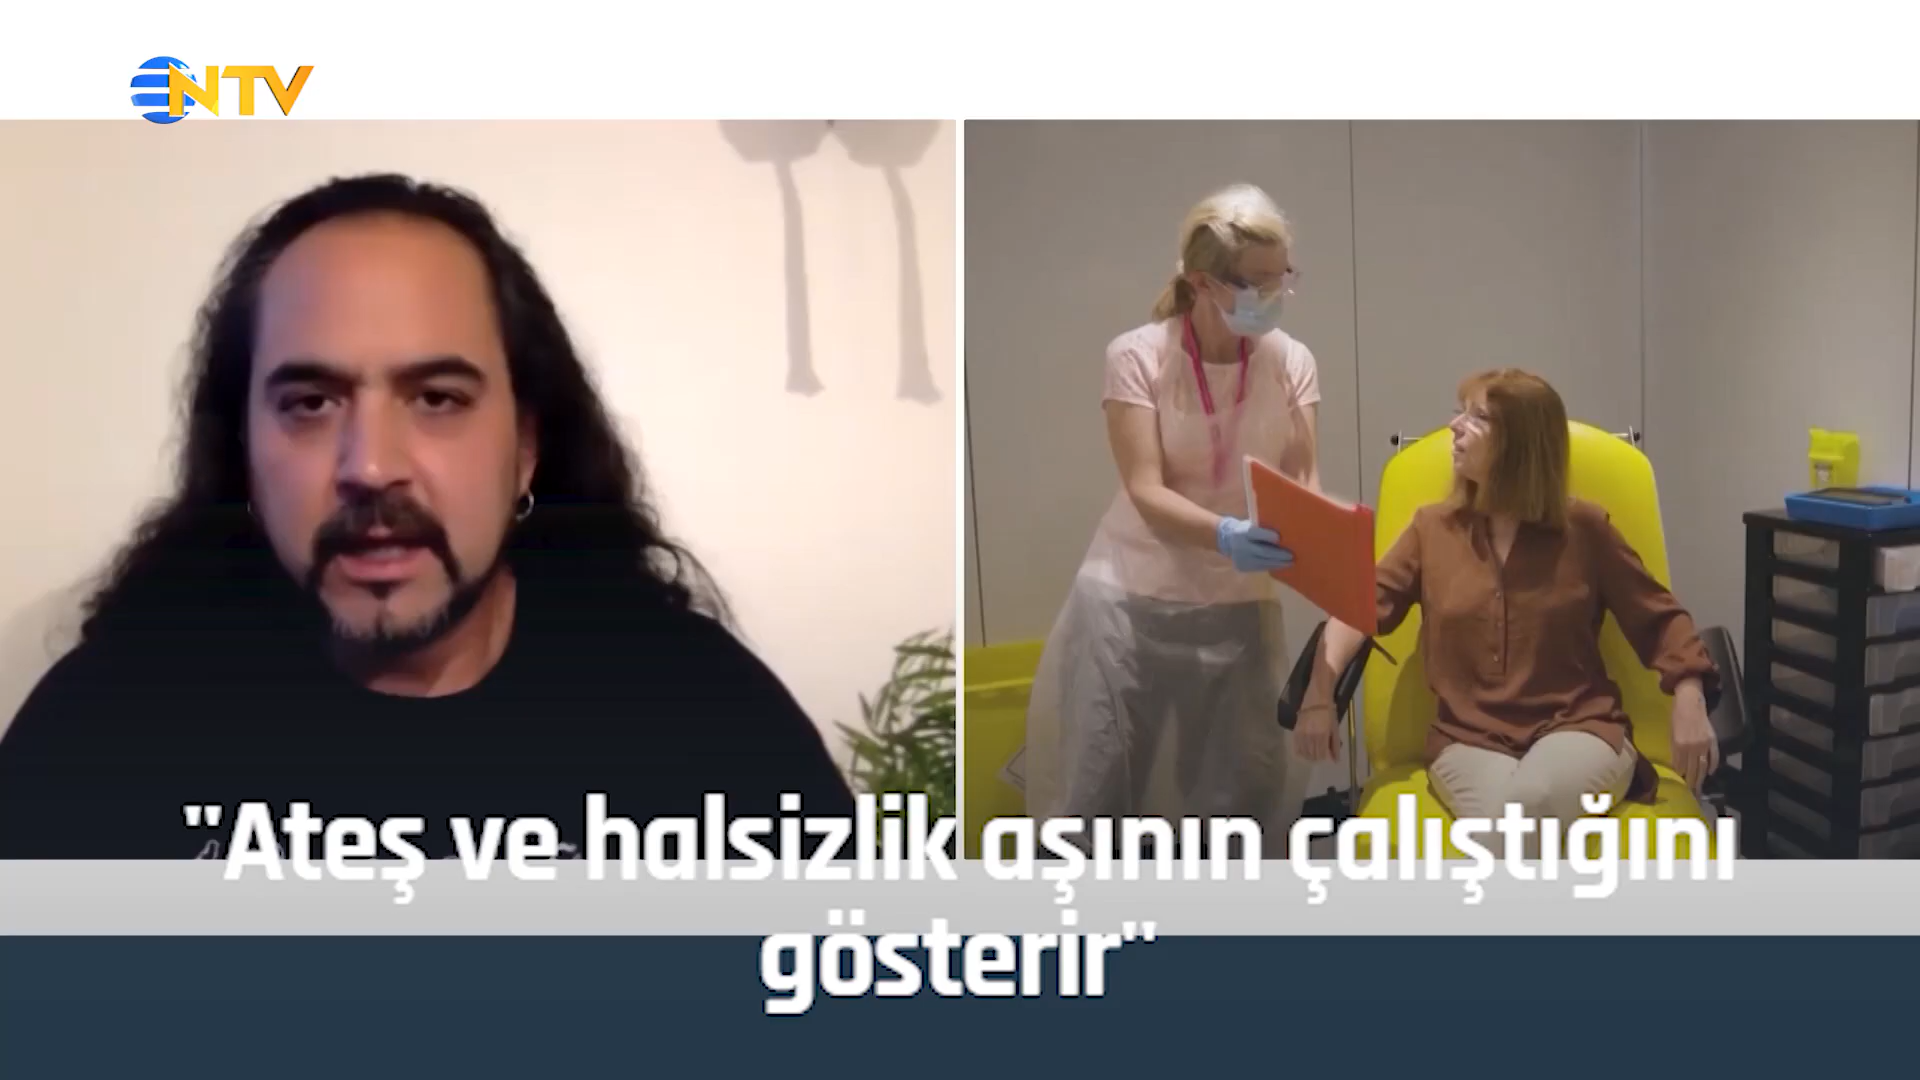 NTV
"Ateş ve halsizlik aşının çalıştığını
gösterir"